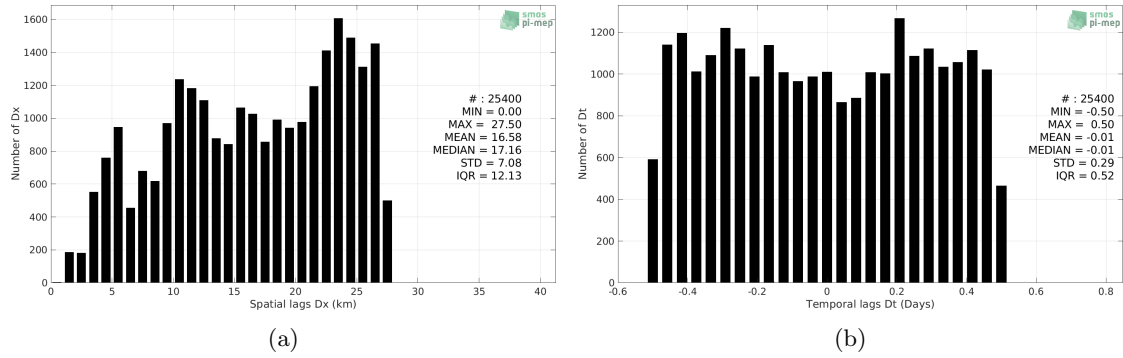 smos
pi-mep
1600
1400
1200
1000
800
600
400
200
0
Number of Dx
# : 25400
MIN = 0.00
MAX = 27.50
MEAN = 16.58
MEDIAN = 17.16
STD = 7.08
IQR = 12.13
0 5 10 15 20 25 30 35 40
Spatial lags Dx (km)
(a)
smos
pi-mep
1200
1000
800
600
400
200
0
Number of Dt
# : 25400
MIN = -0.50
MAX = 0.50
MEAN = -0.01
MEDIAN = -0.01
STD = 0.29
IQR = 0.52
-0.6 -0.4 -0.2 0 0.2 0.4 0.6 0.8
Temporal lags Dt (Days)
(b)